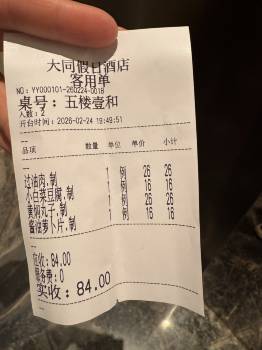 大同假日酒店
客用单
NO：YY000101-260224-0018
桌号：五楼壹和
人数：2
开台时间：2026-02-24 19:49:51
品项 数量 单位 单价 小计
过油肉,制 1 例 26 26
小白菜豆腐,制 1 例 16 16
黄焖丸子,制 1 例 26 26
酱油萝卜片,制 1 例 16 16
应收：84.00
服务费：0
实收：84.00